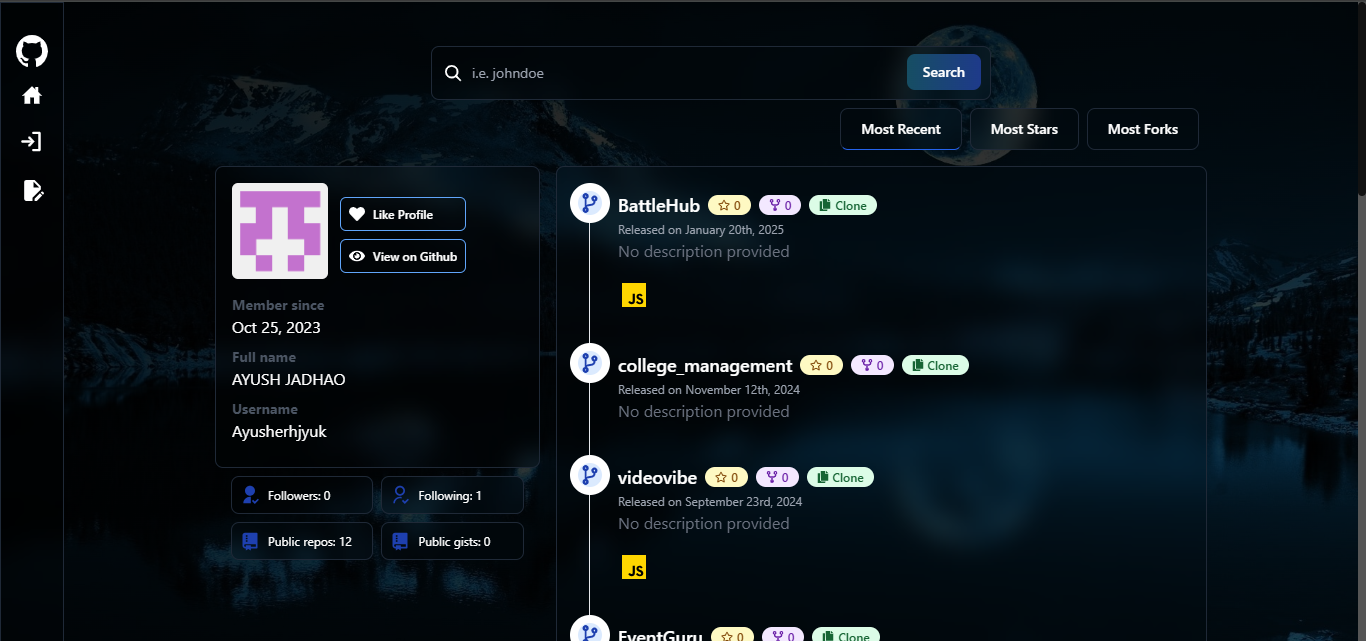 i.e. johndoe
Search
Most Recent
Most Stars
Most Forks
Like Profile
View on Github
Member since
Oct 25, 2023
Full name
AYUSH JADHAO
Username
Ayusherhjyuk
Followers: 0
Following: 1
Public repos: 12
Public gists: 0
BattleHub 0 0 Clone
Released on January 20th, 2025
No description provided
JS
college_management 0 0 Clone
Released on November 12th, 2024
No description provided
videovibe 0 0 Clone
Released on September 23rd, 2024
No description provided
JS
EventGuru 0 0 Clone